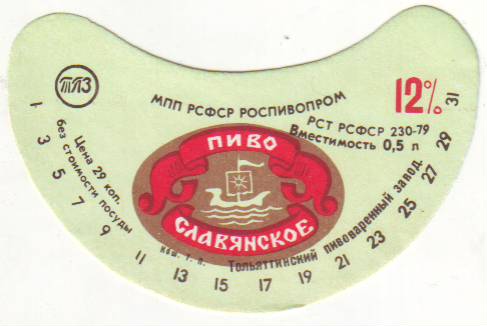 ТПЗ
МПП РСФСР РОСПИВОПРОМ
12%
РСТ РСФСР 230-79
Вместимость 0,5 л
Цена 29 коп.
без стоимости посуды
ПИВО
СЛАВЯНСКОЕ
Тольяттинский пивоваренный завод.
1 3 5 7 9 11 13 15 17 19 21 23 25 27 29 31